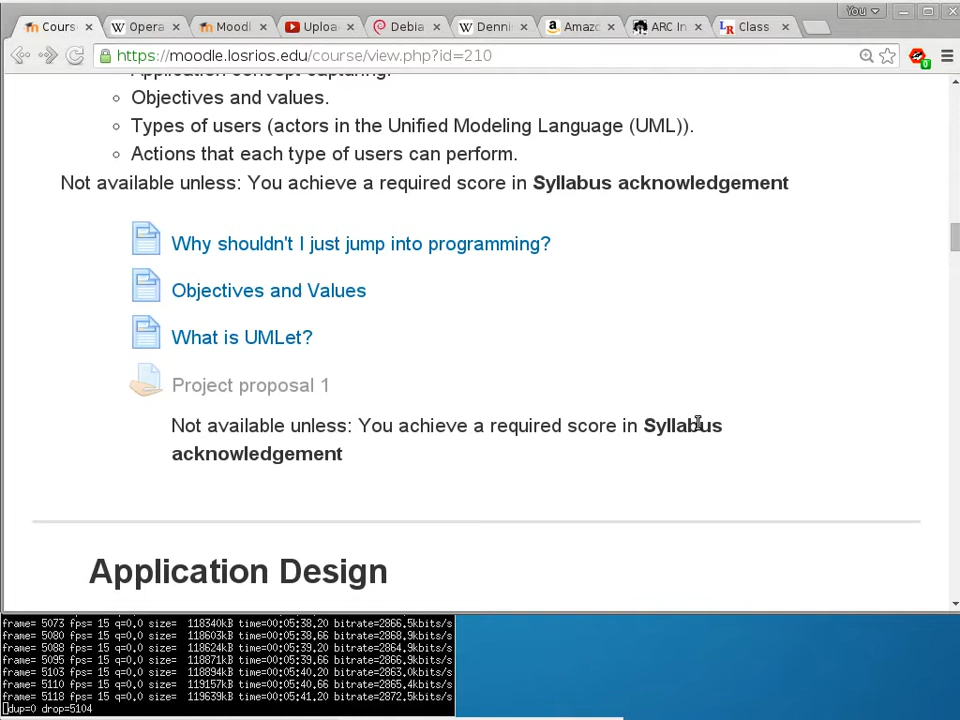 You
Cours
Opera
Moodl
Uploa
Debia
Denni
Amazo
ARC In
Class
https://moodle.losrios.edu/course/view.php?id=210
0
Application concept capturing.
Objectives and values.
Types of users (actors in the Unified Modeling Language (UML)).
Actions that each type of users can perform.
Not available unless: You achieve a required score in Syllabus acknowledgement
Why shouldn't I just jump into programming?
Objectives and Values
What is UMLet?
Project proposal 1
Not available unless: You achieve a required score in Syllabus
acknowledgement
Application Design
frame= 5073 fps= 15 q=0.0 size=  118340kB time=00:05:38.20 bitrate=2866.5kbits/s
frame= 5080 fps= 15 q=0.0 size=  118603kB time=00:05:38.66 bitrate=2868.9kbits/s
frame= 5088 fps= 15 q=0.0 size=  118624kB time=00:05:39.20 bitrate=2864.9kbits/s
frame= 5095 fps= 15 q=0.0 size=  118871kB time=00:05:39.66 bitrate=2866.9kbits/s
frame= 5103 fps= 15 q=0.0 size=  118894kB time=00:05:40.20 bitrate=2863.0kbits/s
frame= 5110 fps= 15 q=0.0 size=  119157kB time=00:05:40.66 bitrate=2865.4kbits/s
frame= 5118 fps= 15 q=0.0 size=  119639kB time=00:05:41.20 bitrate=2872.5kbits/s
dup=0 drop=5104